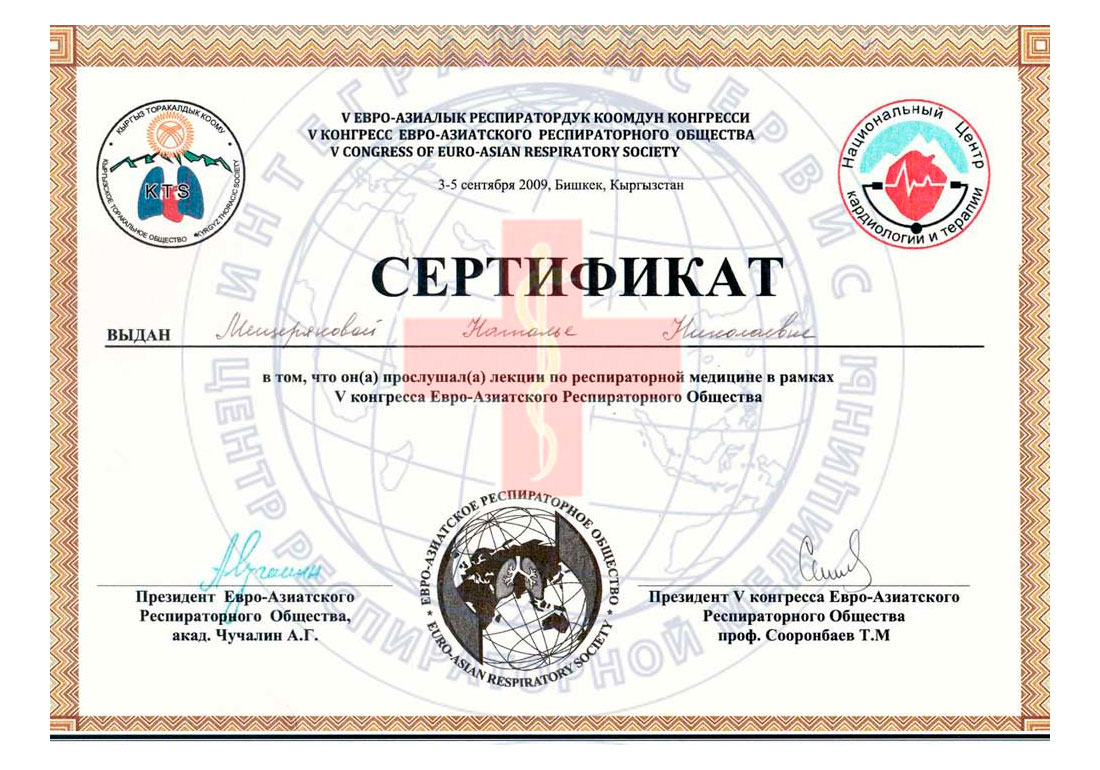 V ЕВРО-АЗИАЛЫК РЕСПИРАТОРДУК КООМДУН КОНГРЕССИ
V КОНГРЕСС ЕВРО-АЗИАТСКОГО РЕСПИРАТОРНОГО ОБЩЕСТВА
V CONGRESS OF EURO-ASIAN RESPIRATORY SOCIETY
3-5 сентября 2009, Бишкек, Кыргызстан
КЫРГЫЗ ТОРАКАЛДЫК КООМУ
КЫРГЫЗСКОЕ ТОРАКАЛЬНОЕ ОБЩЕСТВО
KYRGYZ THORACIC SOCIETY
KTS
Национальный Центр
кардиологии и терапии
СЕРТИФИКАТ
ВЫДАН Мещеряковой Наталье Николаевне
в том, что он(а) прослушал(а) лекции по респираторной медицине в рамках
V конгресса Евро-Азиатского Респираторного Общества
ИНТЕГРАМЕДСЕРВИС
ЦЕНТР РЕСПИРАТОРНОЙ МЕДИЦИНЫ
ЕВРО-АЗИАТСКОЕ РЕСПИРАТОРНОЕ ОБЩЕСТВО
* EURO-ASIAN RESPIRATORY SOCIETY *
Президент Евро-Азиатского
Респираторного Общества,
акад. Чучалин А.Г.
Президент V конгресса Евро-Азиатского
Респираторного Общества
проф. Сооронбаев Т.М